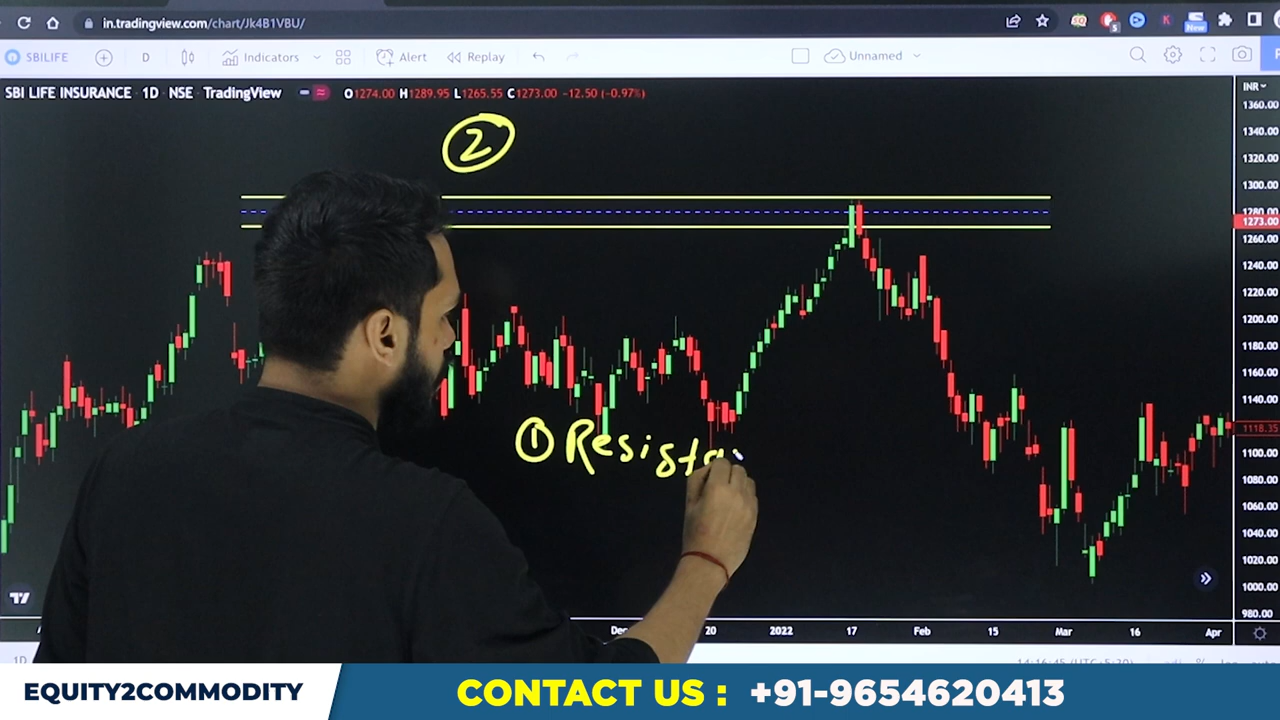 in.tradingview.com/chart/Jk4B1VBU/
New
5
SBILIFE D Indicators Alert Replay Unnamed
SBI LIFE INSURANCE 1D NSE TradingView O1274.00 H1289.95 L1265.55 C1273.00 −12.50 (−0.97%)
INR
1360.00
2
1340.00
1320.00
1300.00
1280.00
1273.00
1260.00
1240.00
1220.00
1200.00
1180.00
1160.00
1140.00
1118.35
① Resista
1100.00
1080.00
1060.00
1040.00
1020.00
1000.00
980.00
20 2022 17 Feb 15 Mar 16 Apr
1D
EQUITY2COMMODITY
CONTACT US : +91-9654620413